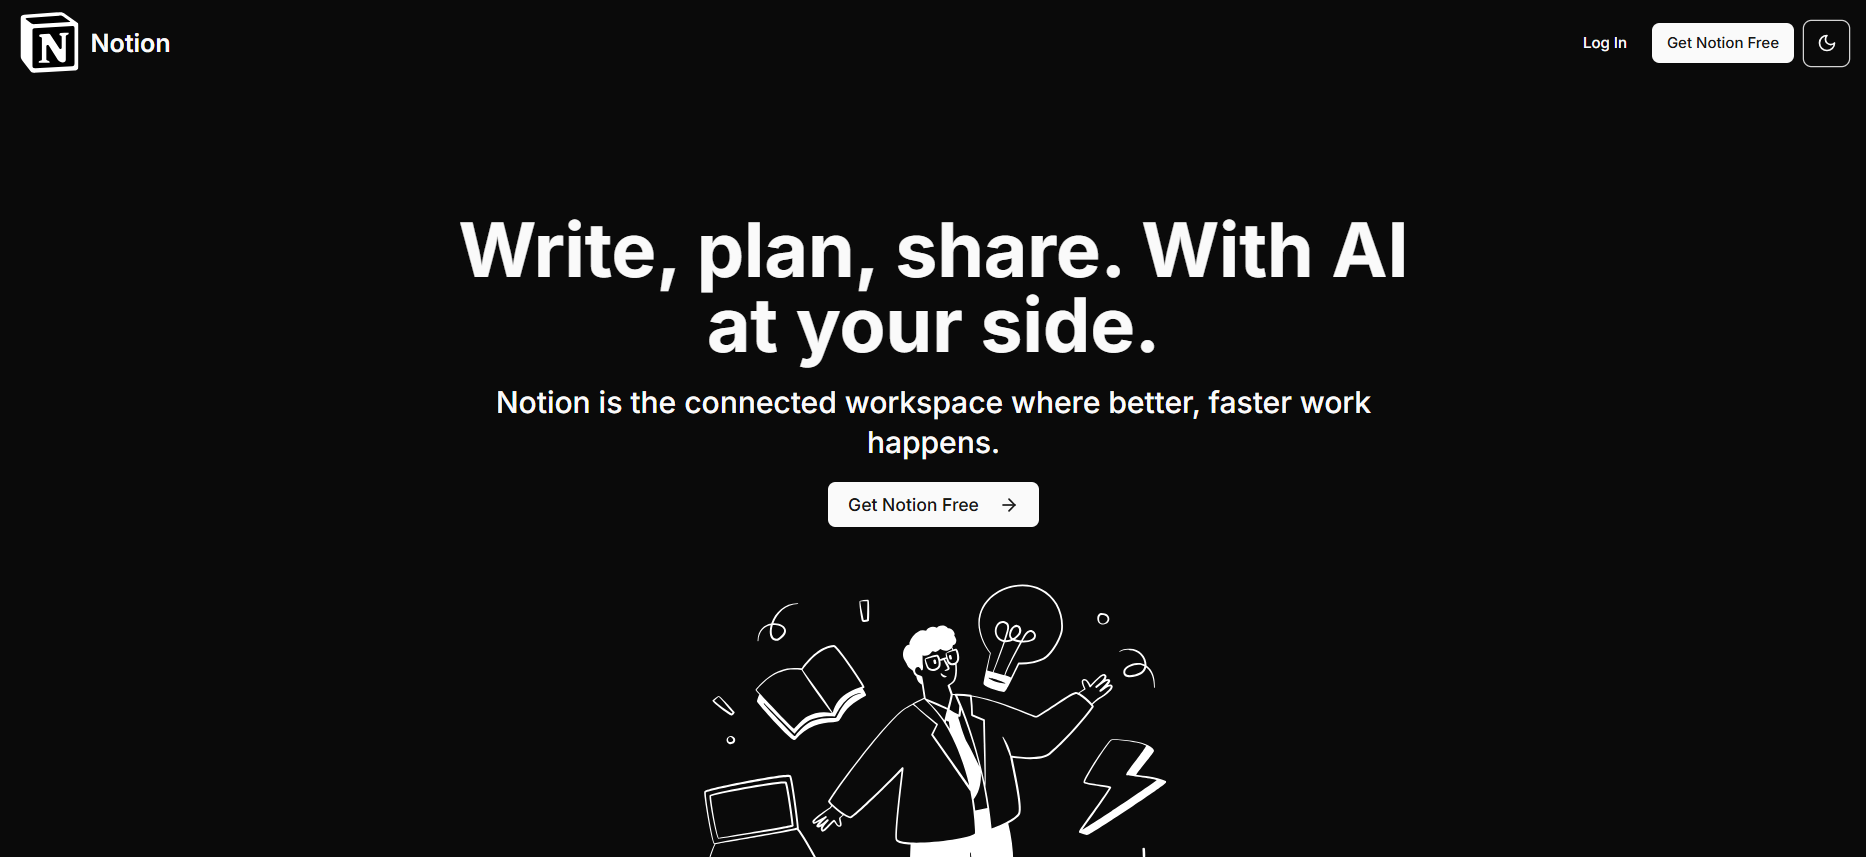 N Notion
Log In
Get Notion Free
Write, plan, share. With AI
at your side.
Notion is the connected workspace where better, faster work
happens.
Get Notion Free